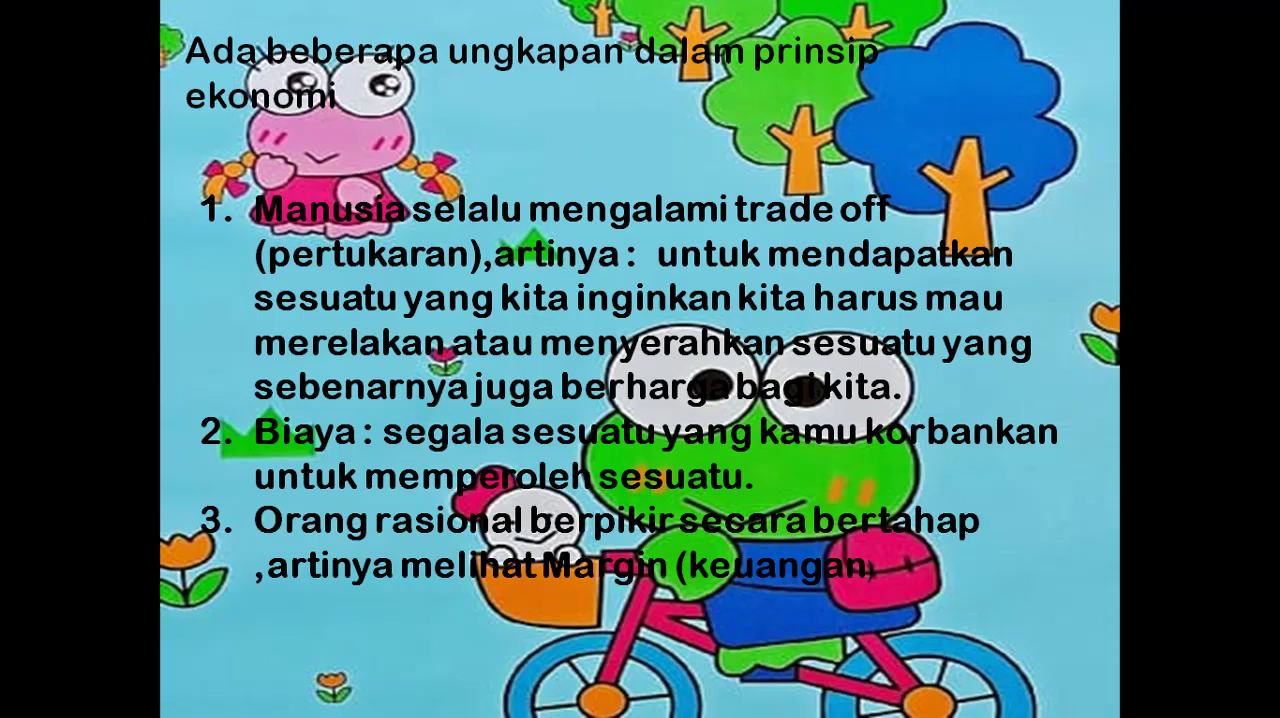 Ada beberapa ungkapan dalam prinsip
ekonomi
1. Manusia selalu mengalami trade off
(pertukaran),artinya : untuk mendapatkan
sesuatu yang kita inginkan kita harus mau
merelakan atau menyerahkan sesuatu yang
sebenarnya juga berharga bagi kita.
2. Biaya : segala sesuatu yang kamu korbankan
untuk memperoleh sesuatu.
3. Orang rasional berpikir secara bertahap
,artinya melihat Margin (keuangan)